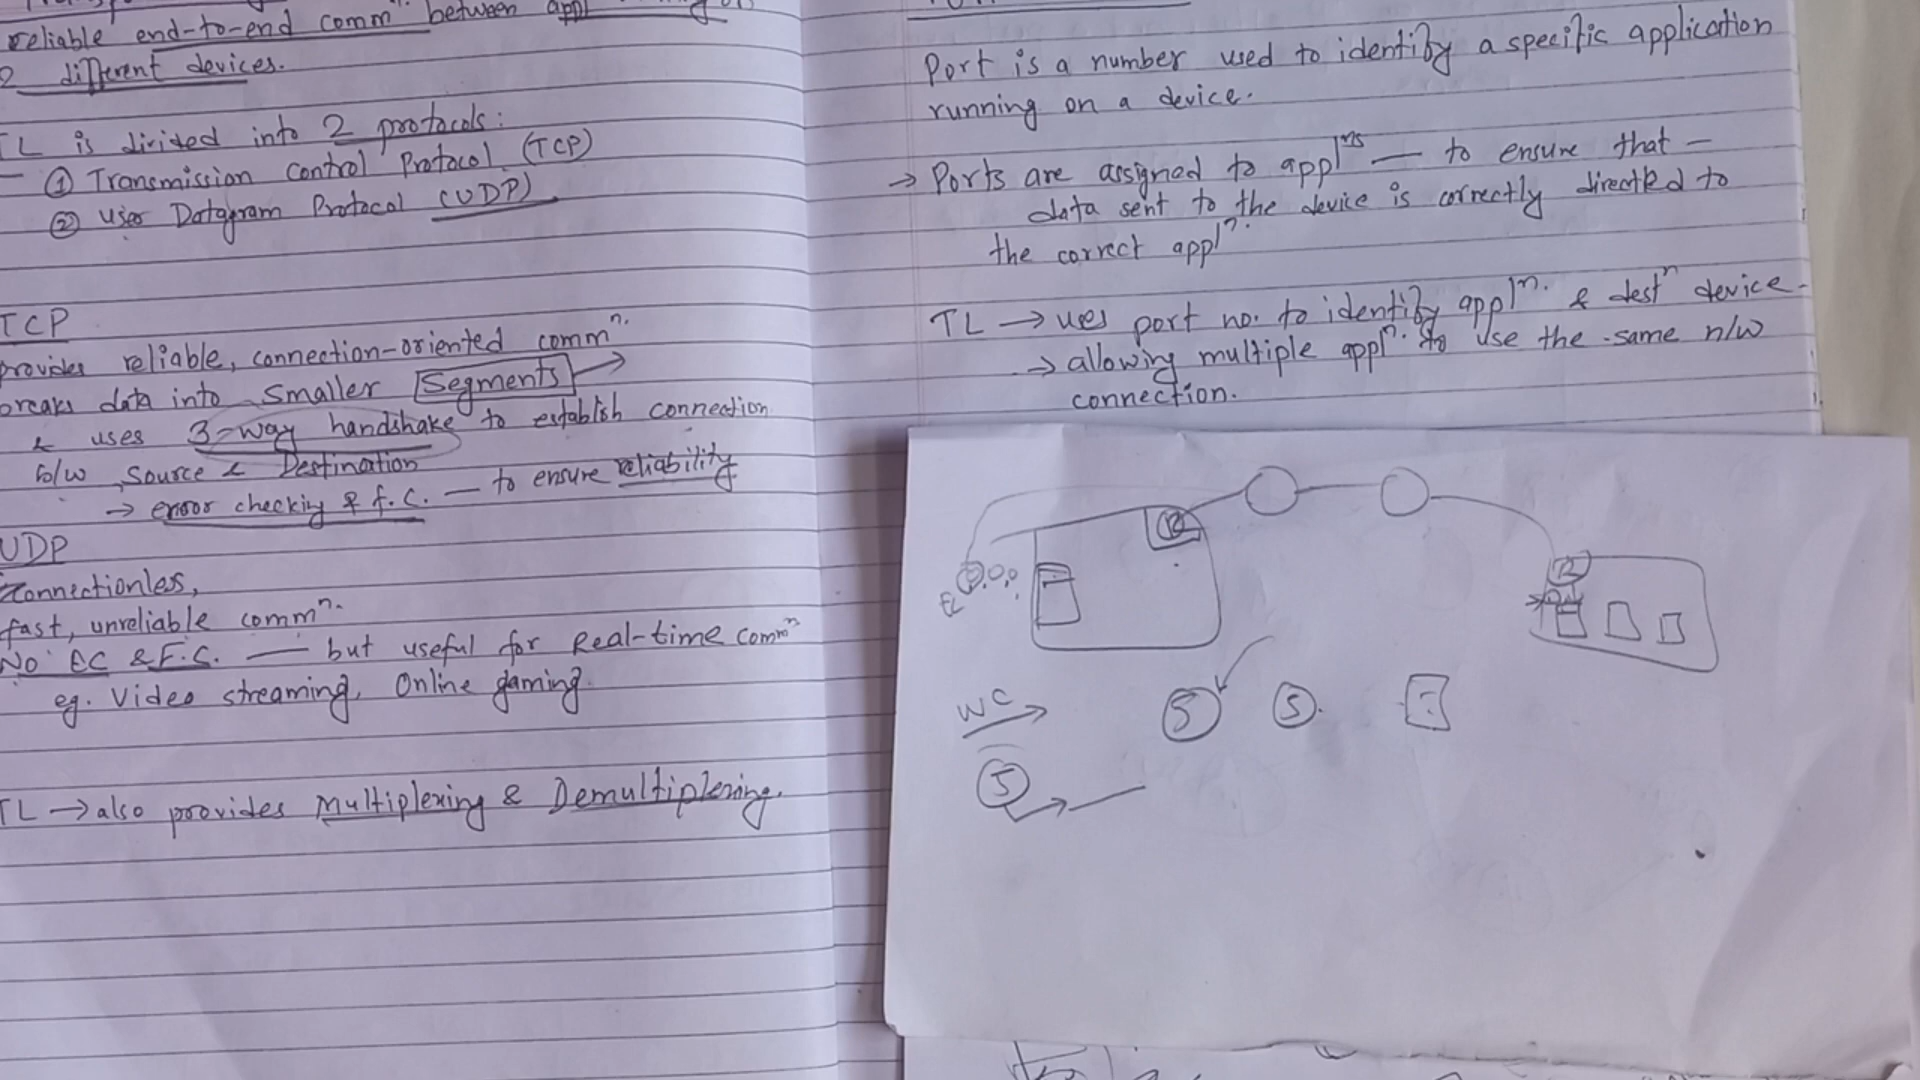 reliable end-to-end commⁿ. between appl
2 different devices.
TL is divided into 2 protocols:
① Transmission Control Protocol (TCP)
② User Datagram Protocol (UDP)
TCP
provides reliable, connection-oriented commⁿ.
breaks data into smaller Segments →
& uses 3-way handshake to establish connection
b/w Source & Destination
→ error checking & f.C. — to ensure reliability
UDP
Connectionless,
fast, unreliable commⁿ.
No EC & F.C. — but useful for Real-time commⁿ
eg. Video streaming, Online gaming.
TL → also provides Multiplexing & Demultiplexing.
Port is a number used to identify a specific application
running on a device.
→ Ports are assigned to applⁿˢ — to ensure that —
data sent to the device is correctly directed to
the correct applⁿ.
TL → uses port no. to identify applⁿ. & destⁿ device.
→ allowing multiple applⁿ. to use the same n/w
connection.
R
R
WC →
S
S
5